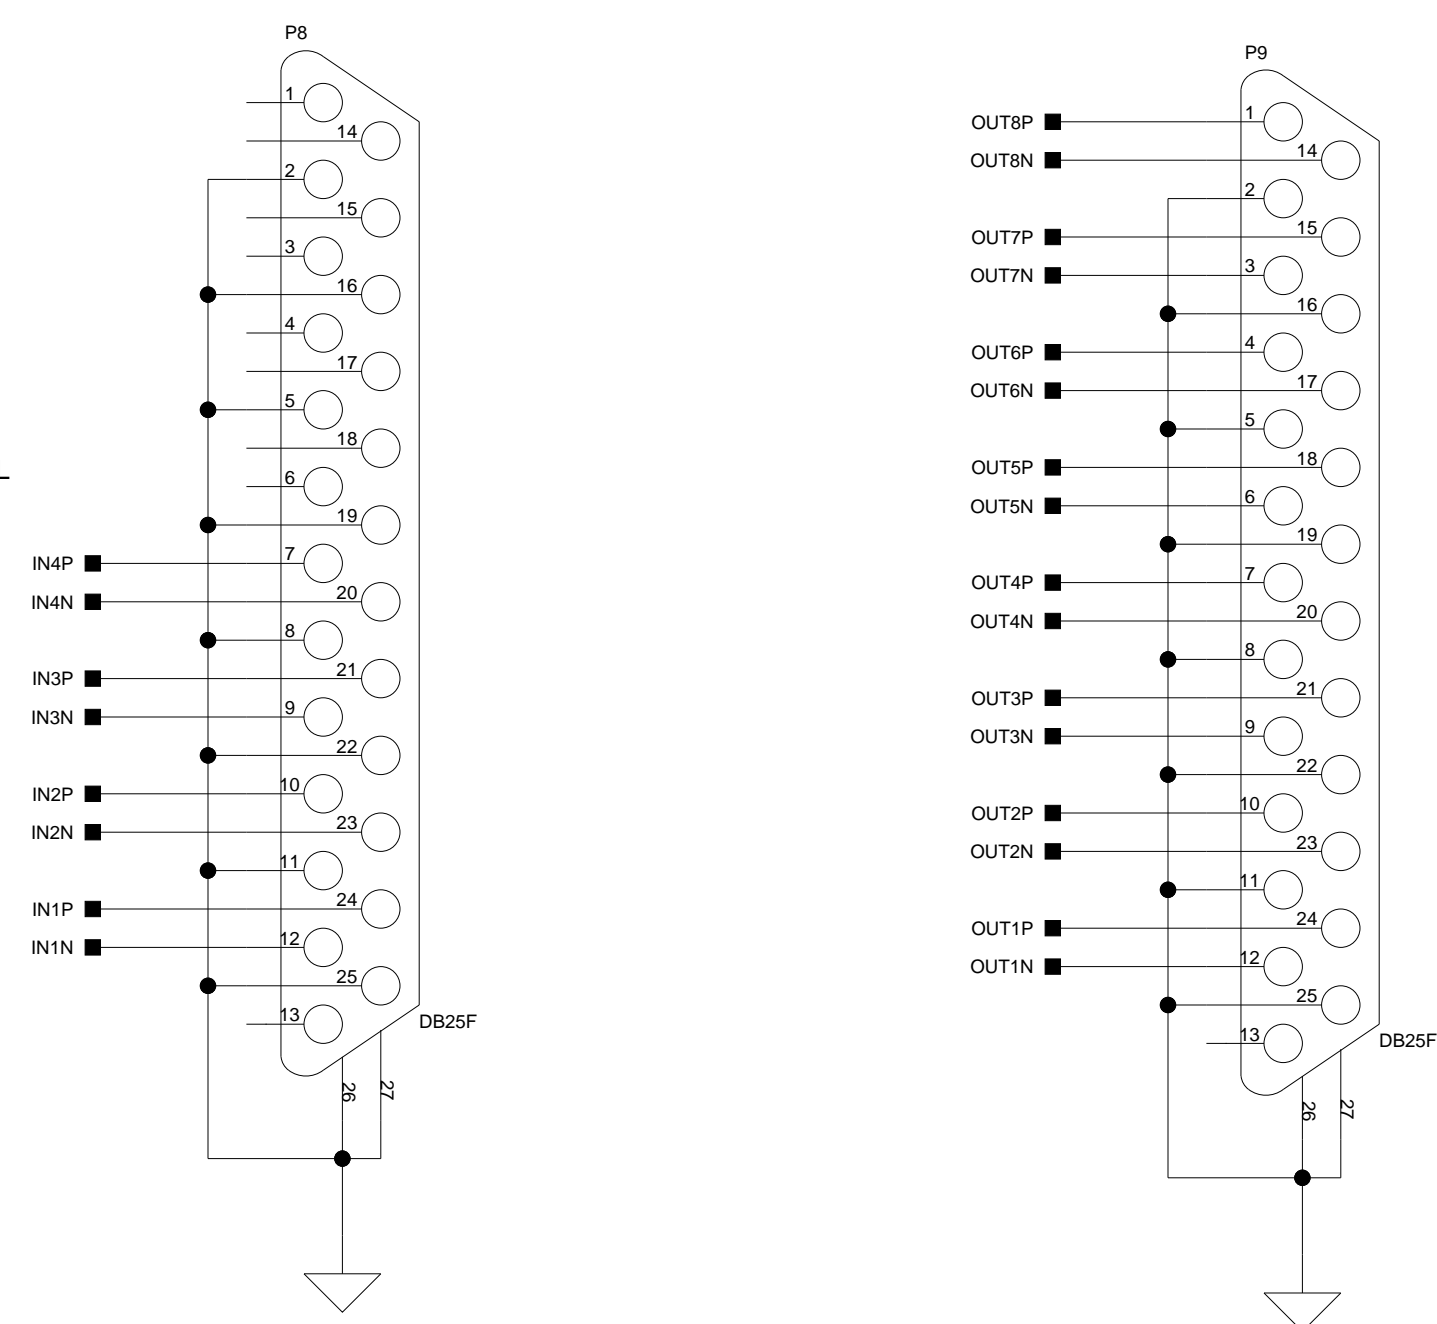 P8
1
14
2
15
3
16
4
17
5
18
6
19
IN4P 7
IN4N 20
8
IN3P 21
IN3N 9
22
IN2P 10
IN2N 23
11
IN1P 24
IN1N 12
25
13
DB25F
26
27
P9
OUT8P 1
OUT8N 14
2
OUT7P 15
OUT7N 3
16
OUT6P 4
OUT6N 17
5
OUT5P 18
OUT5N 6
19
OUT4P 7
OUT4N 20
8
OUT3P 21
OUT3N 9
22
OUT2P 10
OUT2N 23
11
OUT1P 24
OUT1N 12
25
13
DB25F
26
27